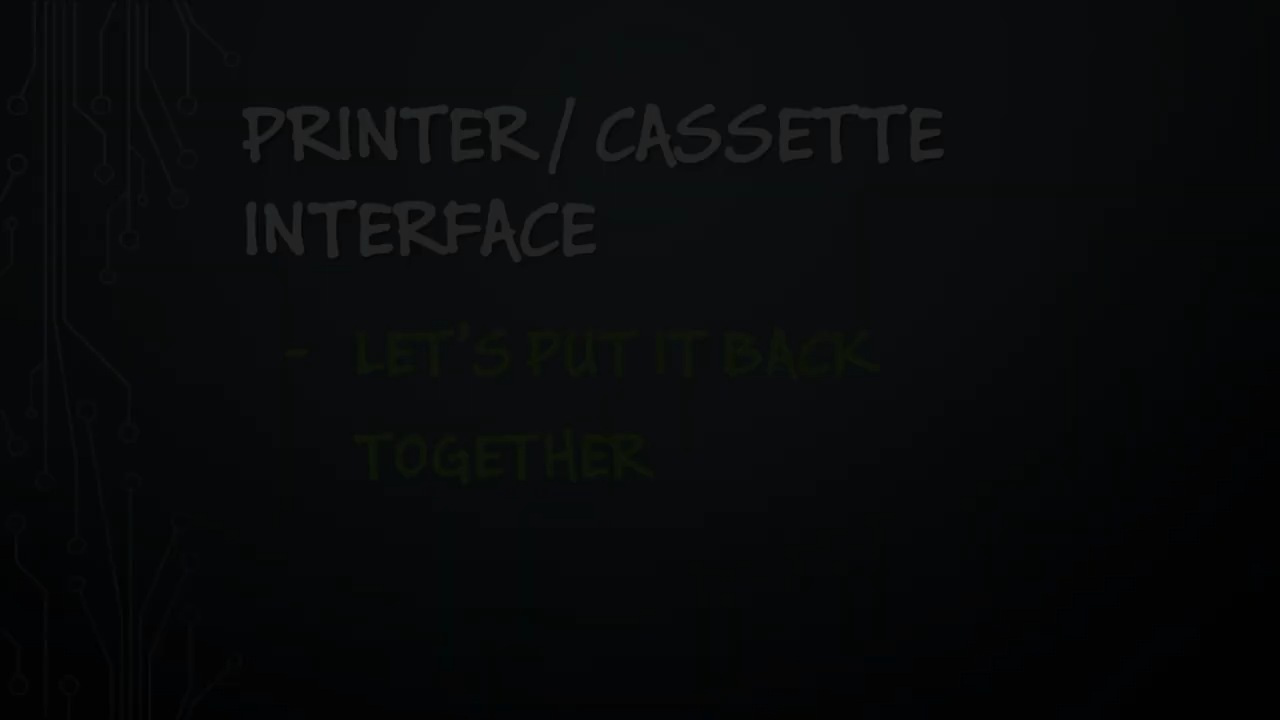 PRINTER / CASSETTE
INTERFACE
- LET'S PUT IT BACK
TOGETHER